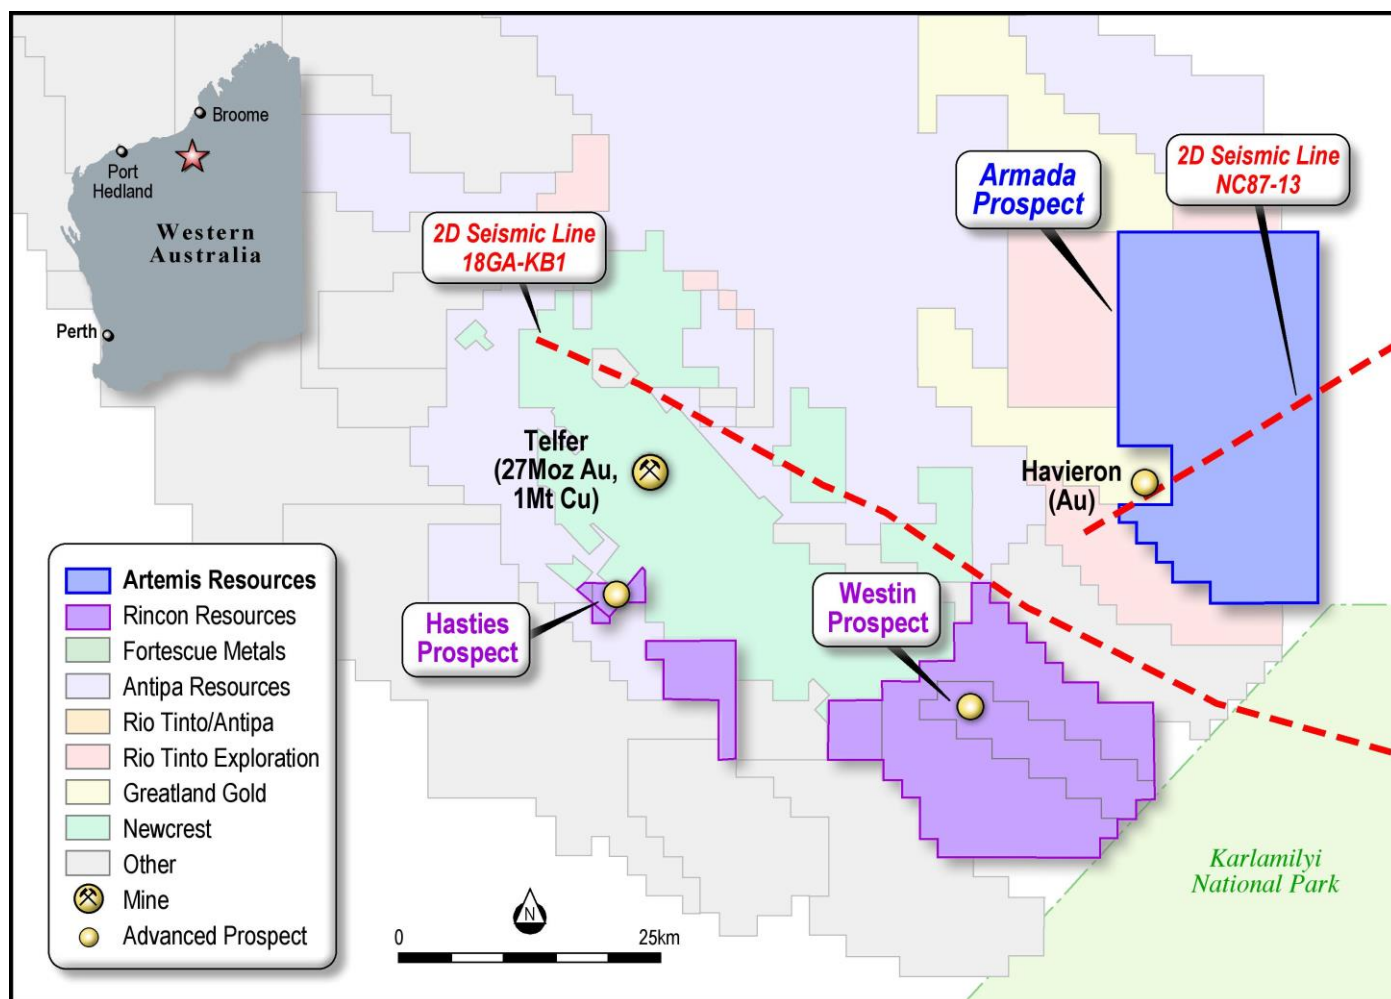 Broome
Port
Hedland
Western
Australia
Perth
2D Seismic Line
18GA-KB1
Armada
Prospect
2D Seismic Line
NC87-13
Telfer
(27Moz Au,
1Mt Cu)
Havieron
(Au)
Hasties
Prospect
Westin
Prospect
Artemis Resources
Rincon Resources
Fortescue Metals
Antipa Resources
Rio Tinto/Antipa
Rio Tinto Exploration
Greatland Gold
Newcrest
Other
Mine
Advanced Prospect
N
0
25km
Karlamilyi
National Park